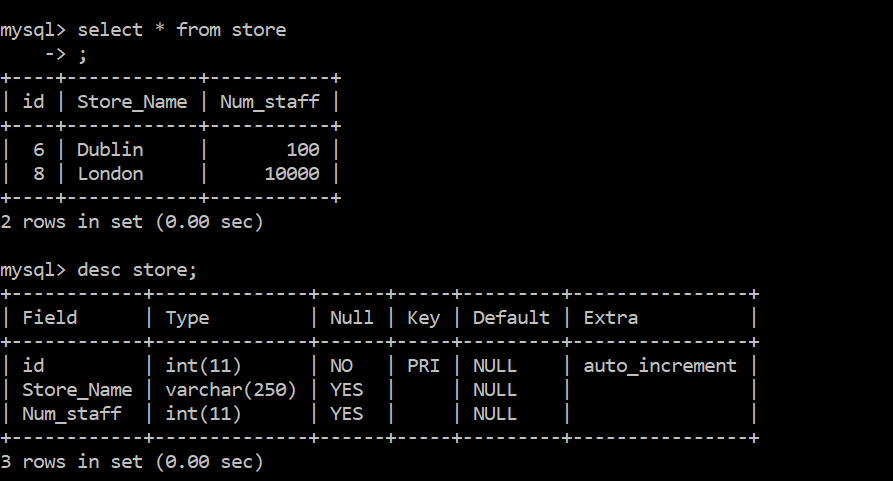 mysql> select * from store
    -> ;
+----+------------+-----------+
| id | Store_Name | Num_staff |
+----+------------+-----------+
|  6 | Dublin     |       100 |
|  8 | London     |     10000 |
+----+------------+-----------+
2 rows in set (0.00 sec)

mysql> desc store;
+------------+--------------+------+-----+---------+----------------+
| Field      | Type         | Null | Key | Default | Extra          |
+------------+--------------+------+-----+---------+----------------+
| id         | int(11)      | NO   | PRI | NULL    | auto_increment |
| Store_Name | varchar(250) | YES  |     | NULL    |                |
| Num_staff  | int(11)      | YES  |     | NULL    |                |
+------------+--------------+------+-----+---------+----------------+
3 rows in set (0.00 sec)